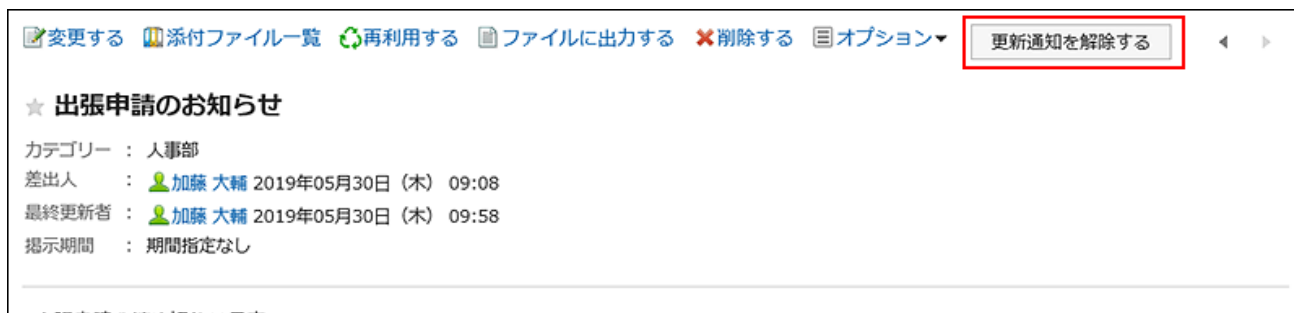 変更する 添付ファイル一覧 再利用する ファイルに出力する 削除する オプション 更新通知を解除する
出張申請のお知らせ
カテゴリー : 人事部
差出人 : 加藤 大輔 2019年05月30日（木） 09:08
最終更新者 : 加藤 大輔 2019年05月30日（木） 09:58
掲示期間 : 期間指定なし